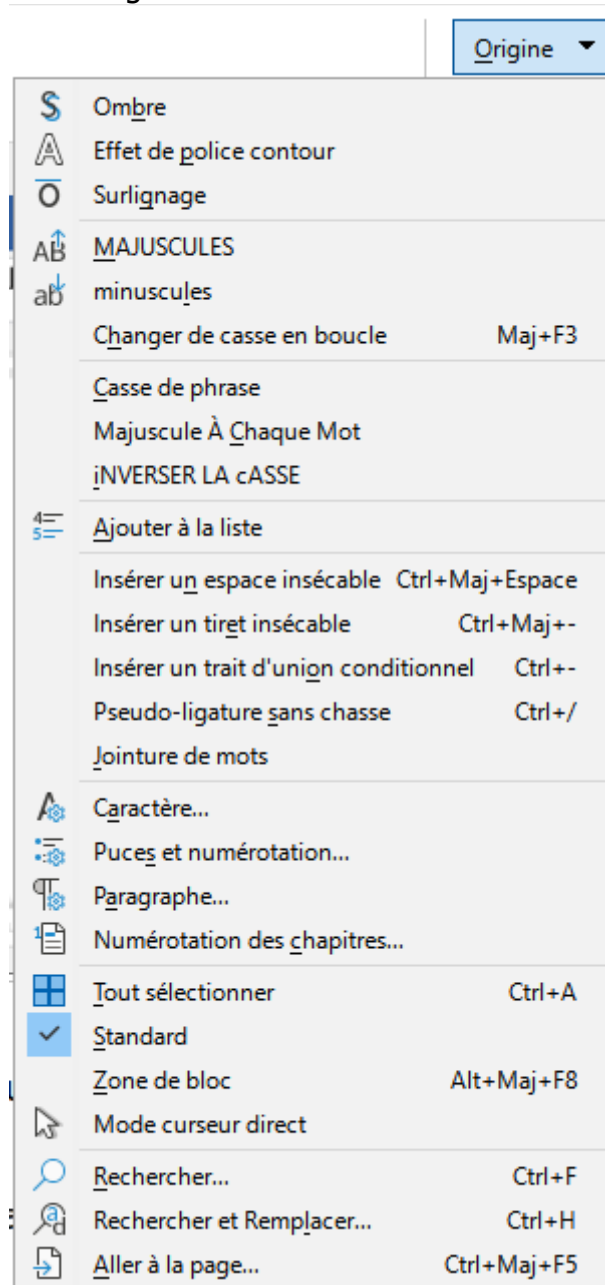 Origine
Ombre
Effet de police contour
Surlignage
MAJUSCULES
minuscules
Changer de casse en boucle Maj+F3
Casse de phrase
Majuscule À Chaque Mot
iNVERSER LA cASSE
Ajouter à la liste
Insérer un espace insécable Ctrl+Maj+Espace
Insérer un tiret insécable Ctrl+Maj+-
Insérer un trait d'union conditionnel Ctrl+-
Pseudo-ligature sans chasse Ctrl+/
Jointure de mots
Caractère...
Puces et numérotation...
Paragraphe...
Numérotation des chapitres...
Tout sélectionner Ctrl+A
Standard
Zone de bloc Alt+Maj+F8
Mode curseur direct
Rechercher... Ctrl+F
Rechercher et Remplacer... Ctrl+H
Aller à la page... Ctrl+Maj+F5